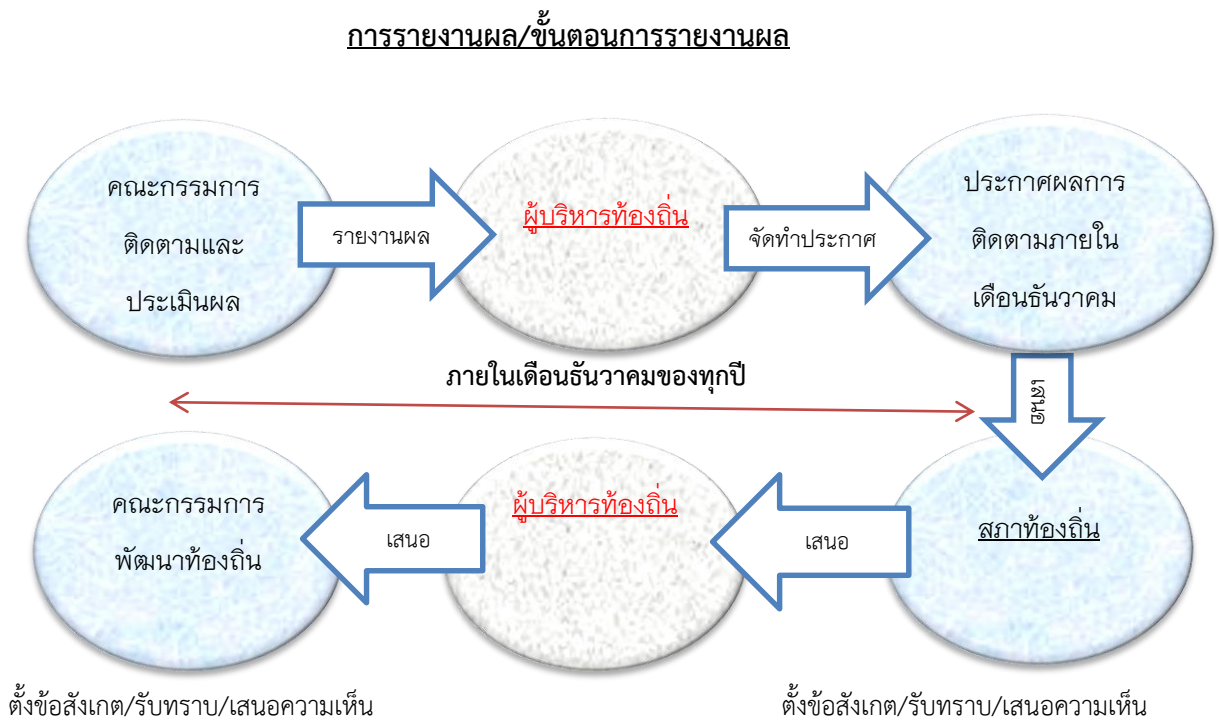 การรายงานผล/ขั้นตอนการรายงานผล
คณะกรรมการ
ติดตามและ
ประเมินผล
รายงานผล
ผู้บริหารท้องถิ่น
จัดทำประกาศ
ประกาศผลการ
ติดตามภายใน
เดือนธันวาคม
ภายในเดือนธันวาคมของทุกปี
เสนอ
สภาท้องถิ่น
เสนอ
ผู้บริหารท้องถิ่น
เสนอ
คณะกรรมการ
พัฒนาท้องถิ่น
ตั้งข้อสังเกต/รับทราบ/เสนอความเห็น
ตั้งข้อสังเกต/รับทราบ/เสนอความเห็น